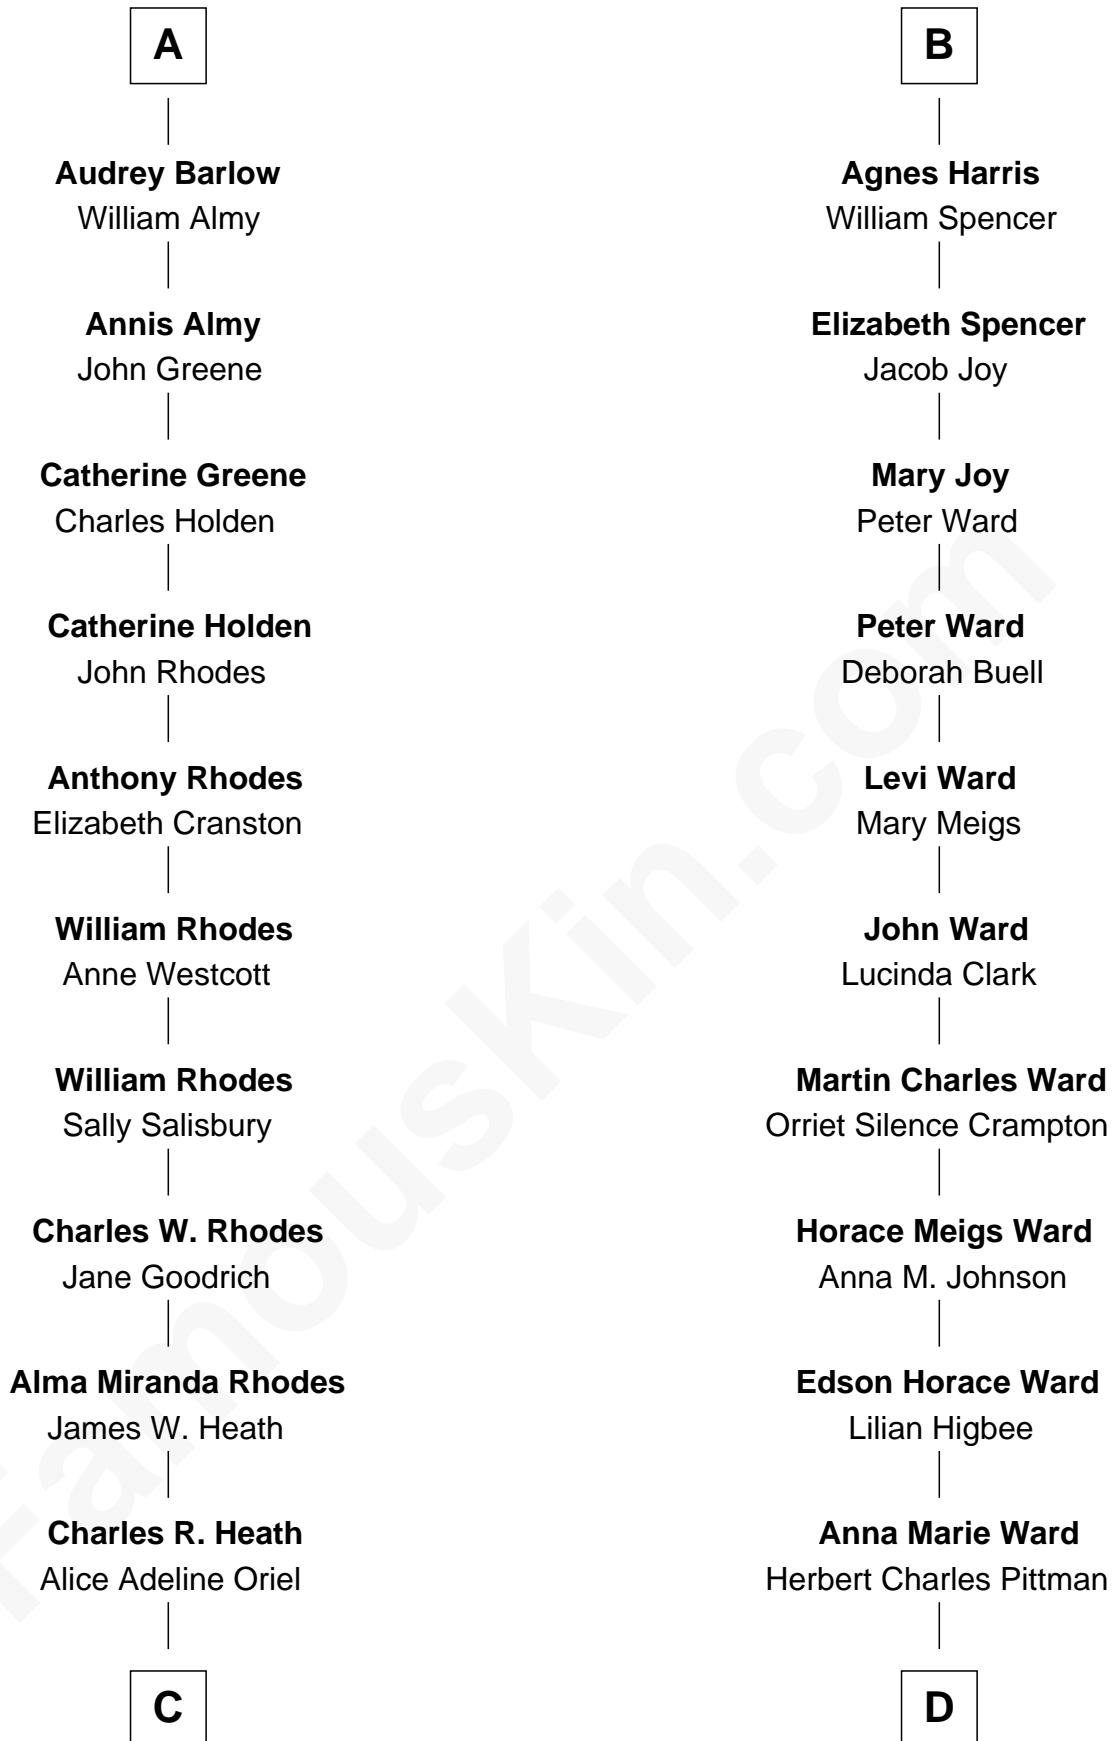 A
Audrey Barlow
William Almy
Annis Almy
John Greene
Catherine Greene
Charles Holden
Catherine Holden
John Rhodes
Anthony Rhodes
Elizabeth Cranston
William Rhodes
Anne Westcott
William Rhodes
Sally Salisbury
Charles W. Rhodes
Jane Goodrich
Alma Miranda Rhodes
James W. Heath
Charles R. Heath
Alice Adeline Oriel
C
B
Agnes Harris
William Spencer
Elizabeth Spencer
Jacob Joy
Mary Joy
Peter Ward
Peter Ward
Deborah Buell
Levi Ward
Mary Meigs
John Ward
Lucinda Clark
Martin Charles Ward
Orriet Silence Crampton
Horace Meigs Ward
Anna M. Johnson
Edson Horace Ward
Lilian Higbee
Anna Marie Ward
Herbert Charles Pittman
D
FamousKin.com